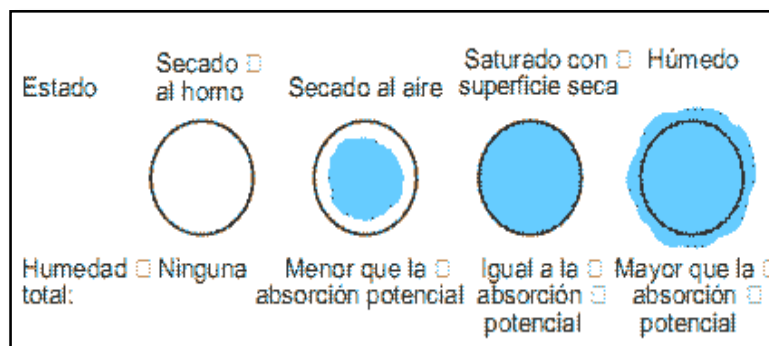 Estado
Secado
al horno
Secado al aire
Saturado con
superficie seca
Húmedo
Humedad
total:
Ninguna
Menor que la
absorción potencial
Igual a la
absorción
potencial
Mayor que la
absorción
potencial